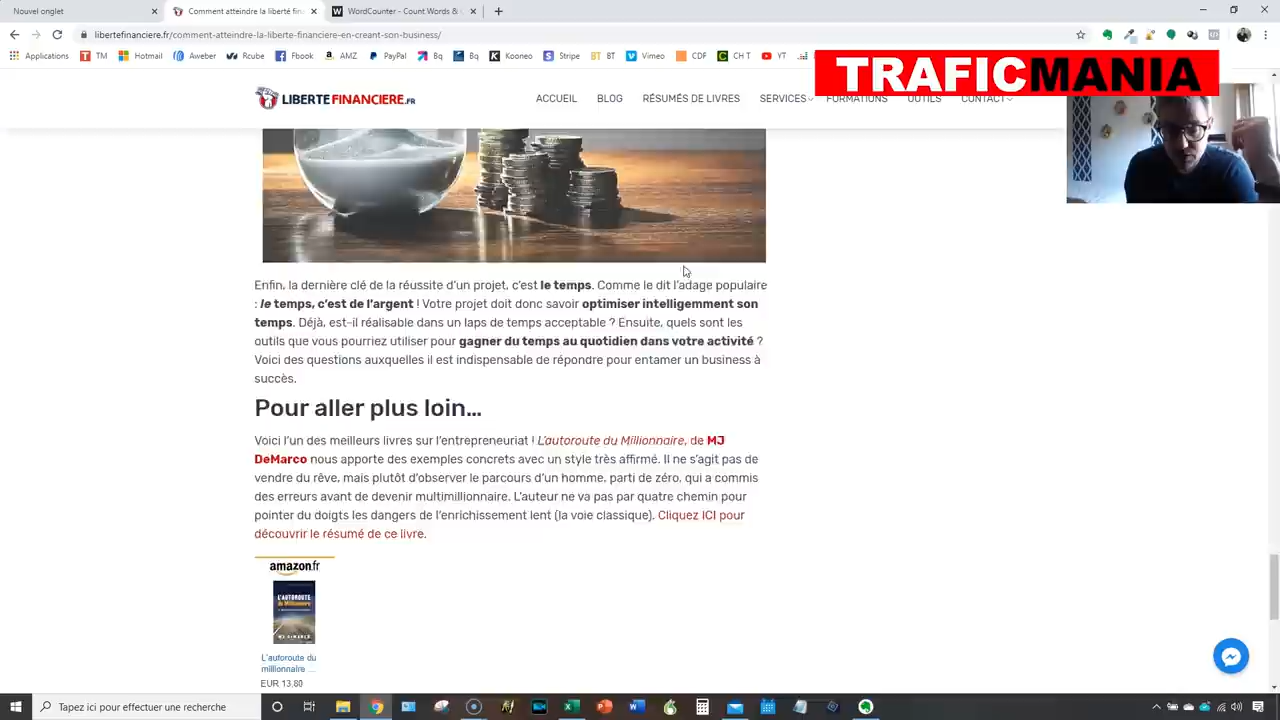 Nouvel onglet
Comment atteindre la liberté fina
WordCounter - Count Words &
libertefinanciere.fr/comment-atteindre-la-liberte-financiere-en-creant-son-business/
Applications TM Hotmail Aweber Rcube Fbook AMZ PayPal Bq Bq Kooneo Stripe BT BT Vimeo CDF CH T YT
TRAFICMANIA
LIBERTEFINANCIERE.FR
ACCUEIL BLOG RÉSUMÉS DE LIVRES SERVICES FORMATIONS OUTILS CONTACT
Enfin, la dernière clé de la réussite d'un projet, c'est le temps. Comme le dit l'adage populaire
: le temps, c'est de l'argent ! Votre projet doit donc savoir optimiser intelligemment son
temps. Déjà, est-il réalisable dans un laps de temps acceptable ? Ensuite, quels sont les
outils que vous pourriez utiliser pour gagner du temps au quotidien dans votre activité ?
Voici des questions auxquelles il est indispensable de répondre pour entamer un business à
succès.
Pour aller plus loin...
Voici l'un des meilleurs livres sur l'entrepreneuriat ! L'autoroute du Millionnaire, de MJ
DeMarco nous apporte des exemples concrets avec un style très affirmé. Il ne s'agit pas de
vendre du rêve, mais plutôt d'observer le parcours d'un homme, parti de zéro, qui a commis
des erreurs avant de devenir multimillionnaire. L'auteur ne va pas par quatre chemin pour
pointer du doigts les dangers de l'enrichissement lent (la voie classique). Cliquez ICI pour
découvrir le résumé de ce livre.
amazon.fr
L'AUTOROUTE
du Millionnaire
MJ DEMARCO
L'autoroute du
millionnaire ...
EUR 13,80
Tapez ici pour effectuer une recherche